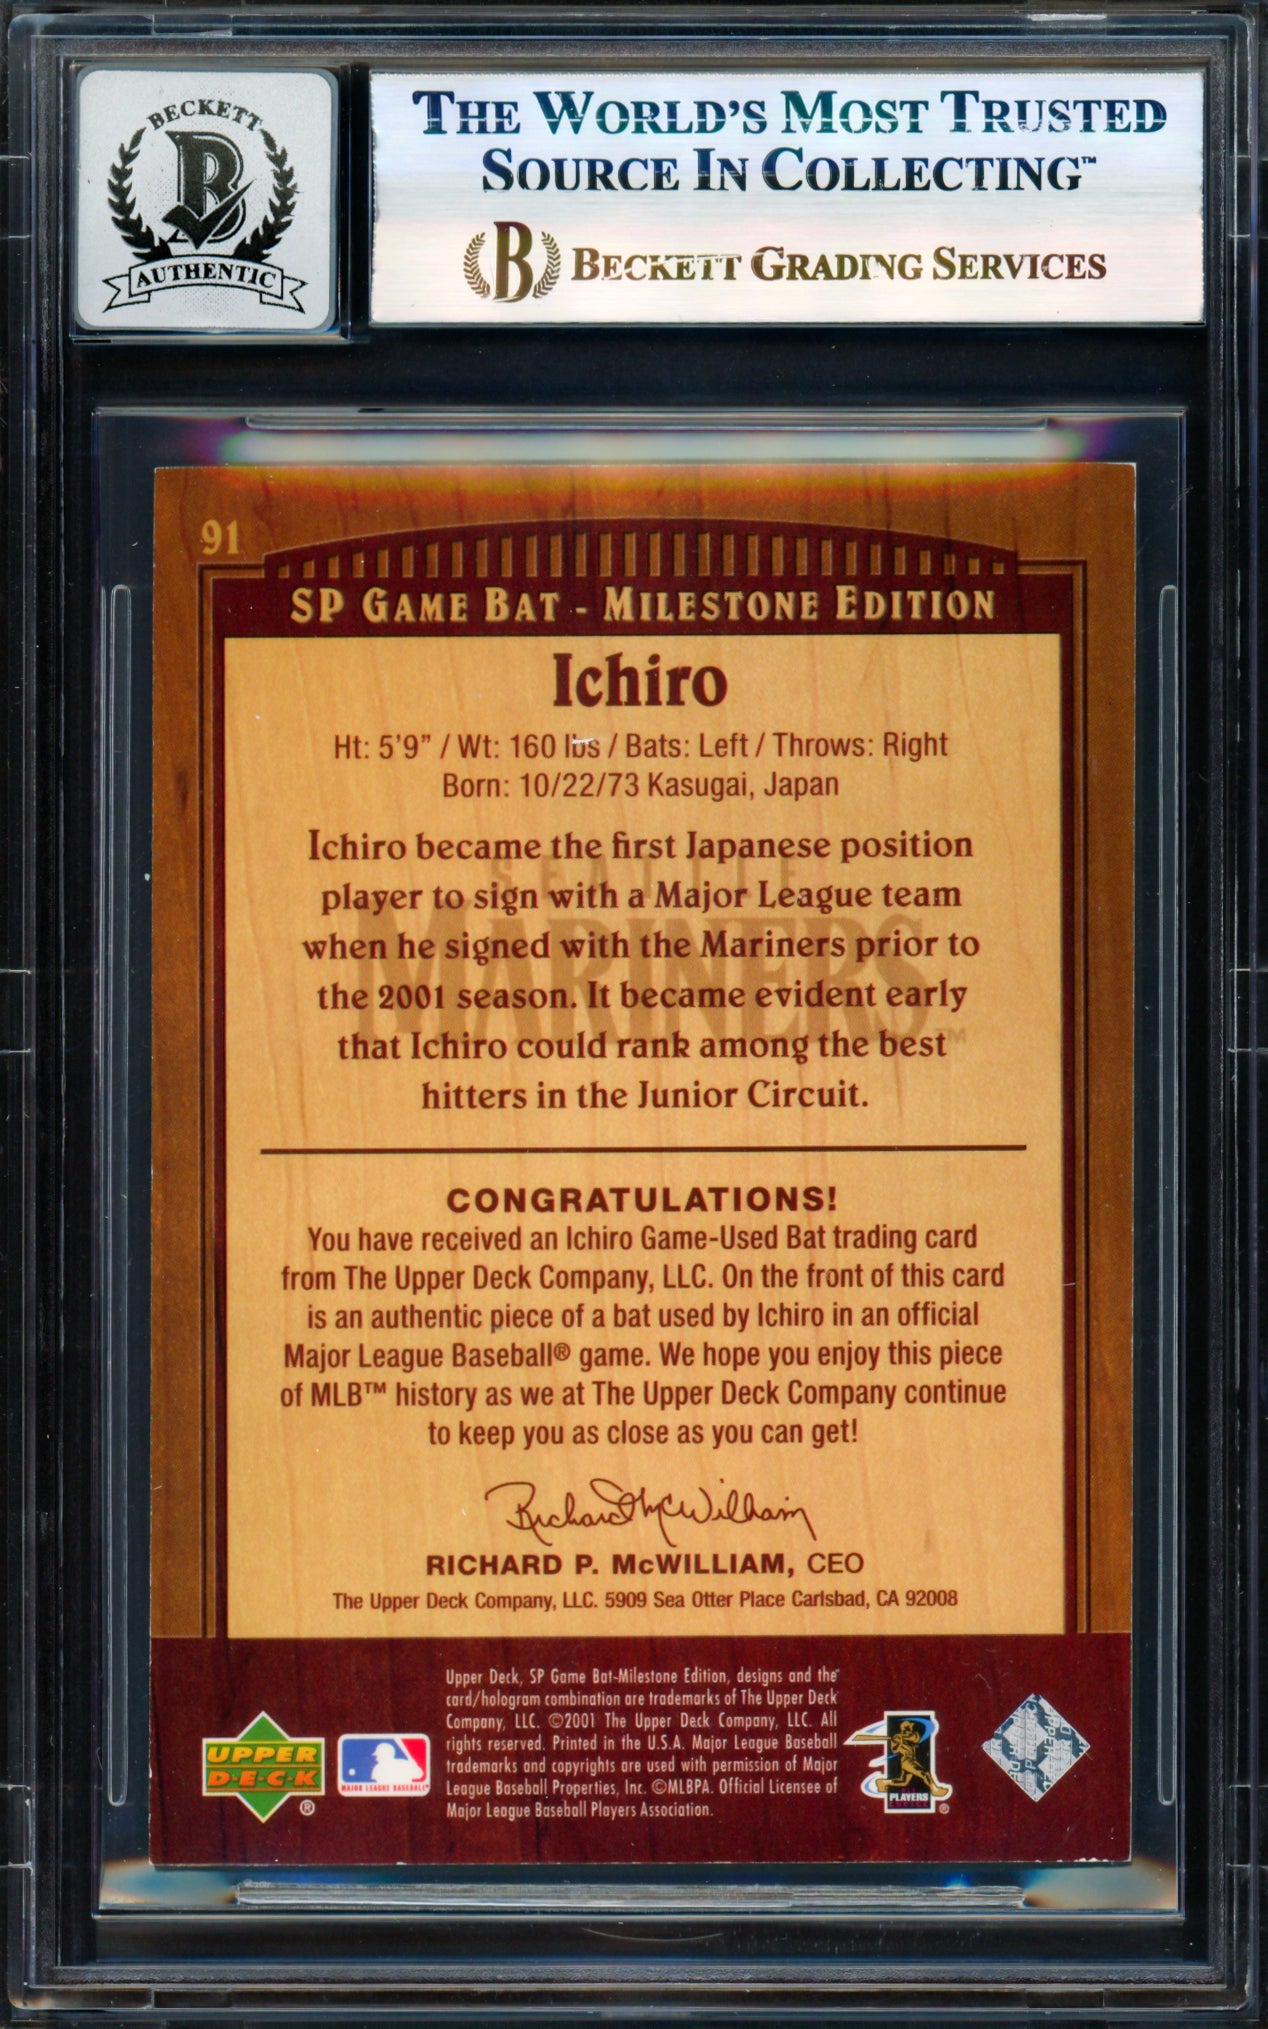 BECKETT
B
AUTHENTIC
THE WORLD'S MOST TRUSTED
SOURCE IN COLLECTING™
B BECKETT GRADING SERVICES
91
SP GAME BAT - MILESTONE EDITION
Ichiro
Ht: 5'9" / Wt: 160 lbs / Bats: Left / Throws: Right
Born: 10/22/73 Kasugai, Japan
SEATTLE
MARINERS™
Ichiro became the first Japanese position
player to sign with a Major League team
when he signed with the Mariners prior to
the 2001 season. It became evident early
that Ichiro could rank among the best
hitters in the Junior Circuit.
CONGRATULATIONS!
You have received an Ichiro Game-Used Bat trading card
from The Upper Deck Company, LLC. On the front of this card
is an authentic piece of a bat used by Ichiro in an official
Major League Baseball® game. We hope you enjoy this piece
of MLB™ history as we at The Upper Deck Company continue
to keep you as close as you can get!
Richard McWilliam
RICHARD P. McWILLIAM, CEO
The Upper Deck Company, LLC. 5909 Sea Otter Place Carlsbad, CA 92008
Upper Deck, SP Game Bat-Milestone Edition, designs and the
card/hologram combination are trademarks of The Upper Deck
Company, LLC. ©2001 The Upper Deck Company, LLC. All
rights reserved. Printed in the U.S.A. Major League Baseball
trademarks and copyrights are used with permission of Major
League Baseball Properties, Inc. ©MLBPA. Official Licensee of
Major League Baseball Players Association.
UPPER
D·E·C·K
®
MAJOR LEAGUE BASEBALL
PLAYERS
CHOICE
®